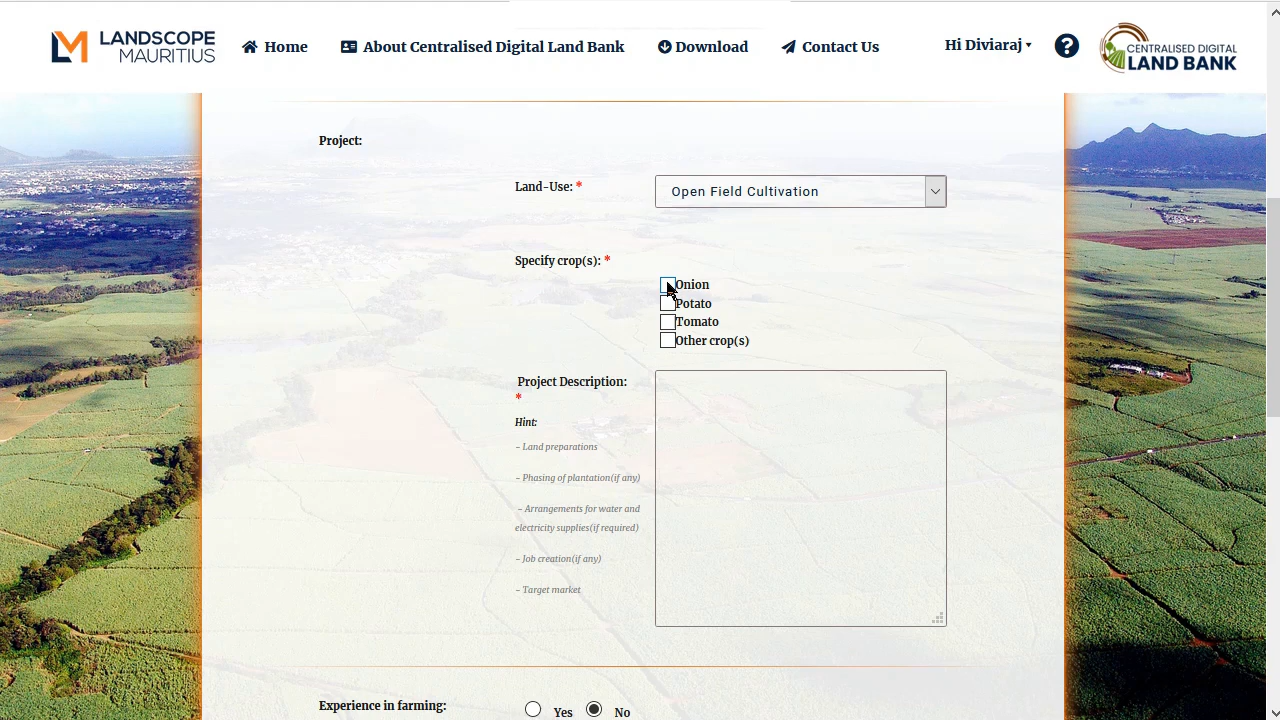 LANDSCOPE
MAURITIUS
Home
About Centralised Digital Land Bank
Download
Contact Us
Hi Diviaraj
?
CENTRALISED DIGITAL
LAND BANK
Project:
Land-Use: *
Open Field Cultivation
Specify crop(s): *
Onion
Potato
Tomato
Other crop(s)
Project Description:
*
Hint:
- Land preparations
- Phasing of plantation(if any)
- Arrangements for water and
electricity supplies(if required)
- Job creation(if any)
- Target market
Experience in farming:
Yes
No